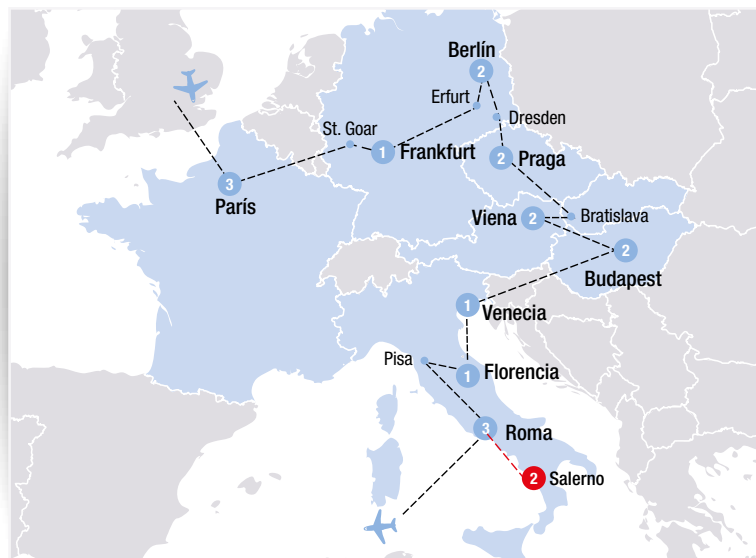 Berlín
2
Erfurt
Dresden
St. Goar
1
Frankfurt
2
Praga
3
París
Viena
2
Bratislava
2
Budapest
1
Venecia
Pisa
1
Florencia
3
Roma
2
Salerno